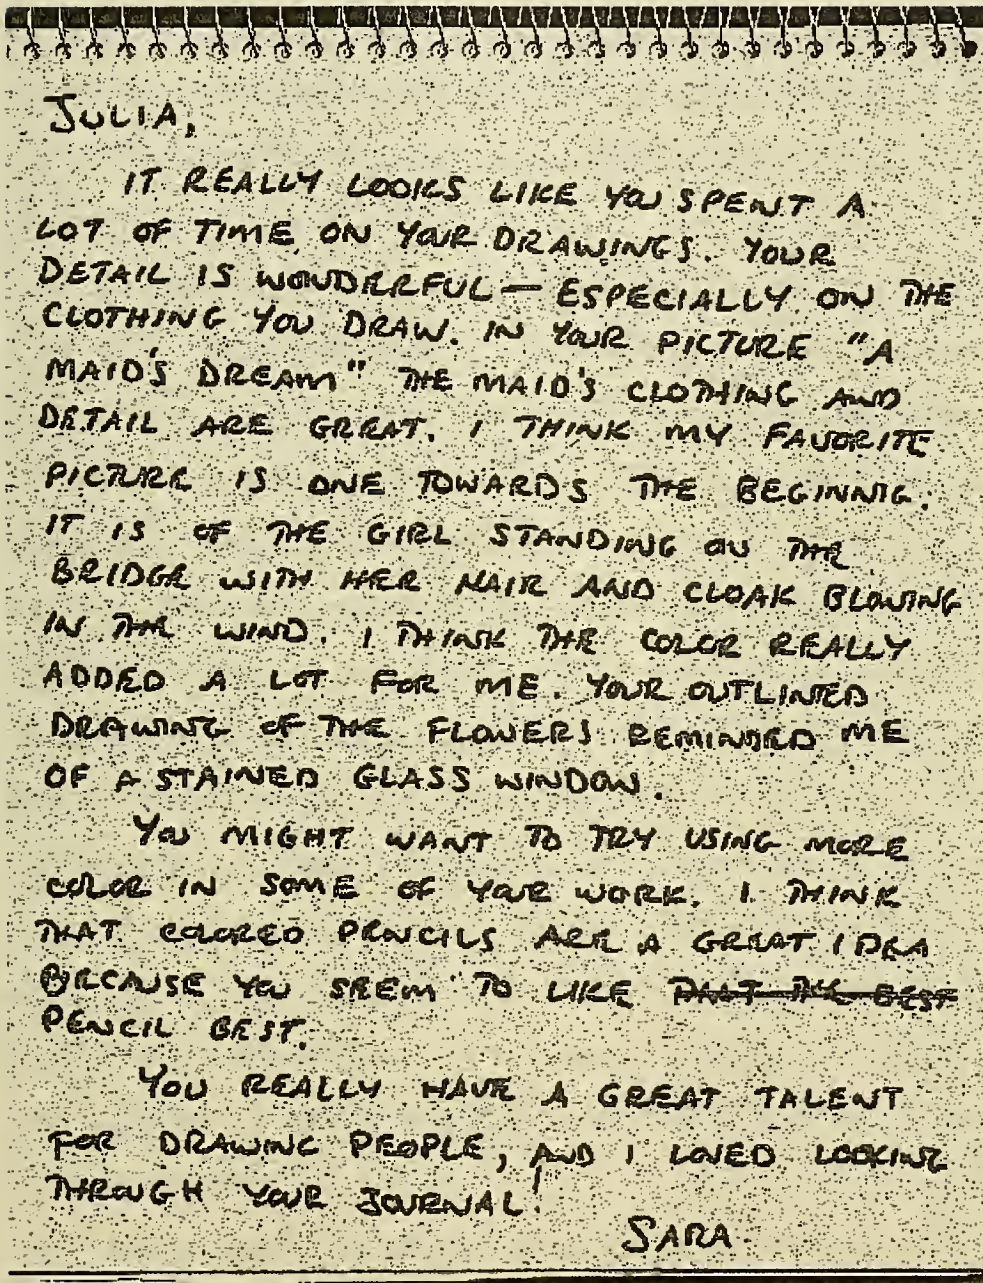 JULIA,
IT REALLY LOOKS LIKE YOU SPENT A
LOT OF TIME ON YOUR DRAWINGS. YOUR
DETAIL IS WONDERFUL — ESPECIALLY ON THE
CLOTHING YOU DRAW. IN YOUR PICTURE "A
MAID'S DREAM" THE MAID'S CLOTHING AND
DETAIL ARE GREAT. I THINK MY FAVORITE
PICTURE IS ONE TOWARDS THE BEGINNIG.
IT IS OF THE GIRL STANDING ON THE
BRIDGE WITH HER HAIR AND CLOAK BLOWING
IN THE WIND. I THINK THE COLOR REALLY
ADDED A LOT FOR ME. YOUR OUTLINED
DRAWING OF THE FLOWERS REMINDED ME
OF A STAINED GLASS WINDOW.
YOU MIGHT WANT TO TRY USING MORE
COLOR IN SOME OF YOUR WORK. I THINK
THAT COLORED PENCILS ARE A GREAT IDEA
BECAUSE YOU SEEM TO LIKE
PENCIL BEST.
YOU REALLY HAVE A GREAT TALENT
FOR DRAWING PEOPLE, AND I LOVED LOOKING
THROUGH YOUR JOURNAL!
SARA